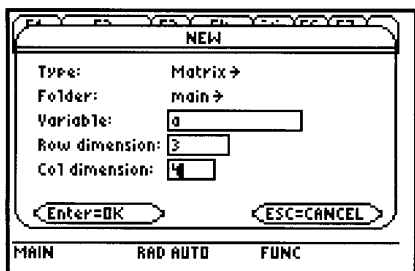 NEW
Type: Matrix→
Folder: main→
Variable: a
Row dimension: 3
Col dimension: 4
Enter=OK ESC=CANCEL
MAIN RAD AUTO FUNC